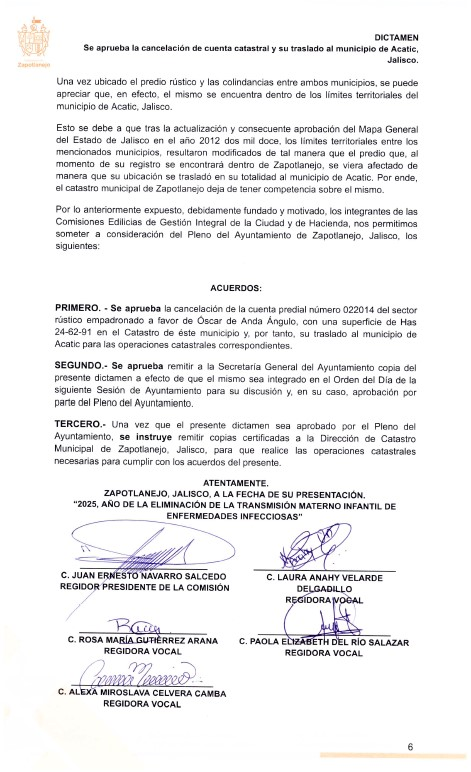 Zapotlanejo
DICTAMEN
Se aprueba la cancelación de cuenta catastral y su traslado al municipio de Acatic,
Jalisco.
Una vez ubicado el predio rústico y las colindancias entre ambos municipios, se puede
apreciar que, en efecto, el mismo se encuentra dentro de los límites territoriales del
municipio de Acatic, Jalisco.
Esto se debe a que tras la actualización y consecuente aprobación del Mapa General
del Estado de Jalisco en el año 2012 dos mil doce, los límites territoriales entre los
mencionados municipios, resultaron modificados de tal manera que el predio que, al
momento de su registro se encontrará dentro de Zapotlanejo, se viera afectado de
manera que su ubicación se trasladó en su totalidad al municipio de Acatic. Por ende,
el catastro municipal de Zapotlanejo deja de tener competencia sobre el mismo.
Por lo anteriormente expuesto, debidamente fundado y motivado, los integrantes de las
Comisiones Edilicias de Gestión Integral de la Ciudad y de Hacienda, nos permitimos
someter a consideración del Pleno del Ayuntamiento de Zapotlanejo, Jalisco, los
siguientes:
ACUERDOS:
PRIMERO. - Se aprueba la cancelación de la cuenta predial número 022014 del sector
rústico empadronado a favor de Óscar de Anda Ángulo, con una superficie de Has
24-62-91 en el Catastro de éste municipio y, por tanto, su traslado al municipio de
Acatic para las operaciones catastrales correspondientes.
SEGUNDO.- Se aprueba remitir a la Secretaría General del Ayuntamiento copia del
presente dictamen a efecto de que el mismo sea integrado en el Orden del Día de la
siguiente Sesión de Ayuntamiento para su discusión y, en su caso, aprobación por
parte del Pleno del Ayuntamiento.
TERCERO.- Una vez que el presente dictamen sea aprobado por el Pleno del
Ayuntamiento, se instruye remitir copias certificadas a la Dirección de Catastro
Municipal de Zapotlanejo, Jalisco, para que realice las operaciones catastrales
necesarias para cumplir con los acuerdos del presente.
ATENTAMENTE.
ZAPOTLANEJO, JALISCO, A LA FECHA DE SU PRESENTACIÓN.
"2025, AÑO DE LA ELIMINACIÓN DE LA TRANSMISIÓN MATERNO INFANTIL DE
ENFERMEDADES INFECCIOSAS"
C. JUAN ERNESTO NAVARRO SALCEDO
REGIDOR PRESIDENTE DE LA COMISIÓN
C. LAURA ANAHY VELARDE
DELGADILLO
REGIDORA VOCAL
C. ROSA MARÍA GUTIÉRREZ ARANA
REGIDORA VOCAL
C. PAOLA ELIZABETH DEL RÍO SALAZAR
REGIDORA VOCAL
C. ALEXA MIROSLAVA CELVERA CAMBA
REGIDORA VOCAL
6